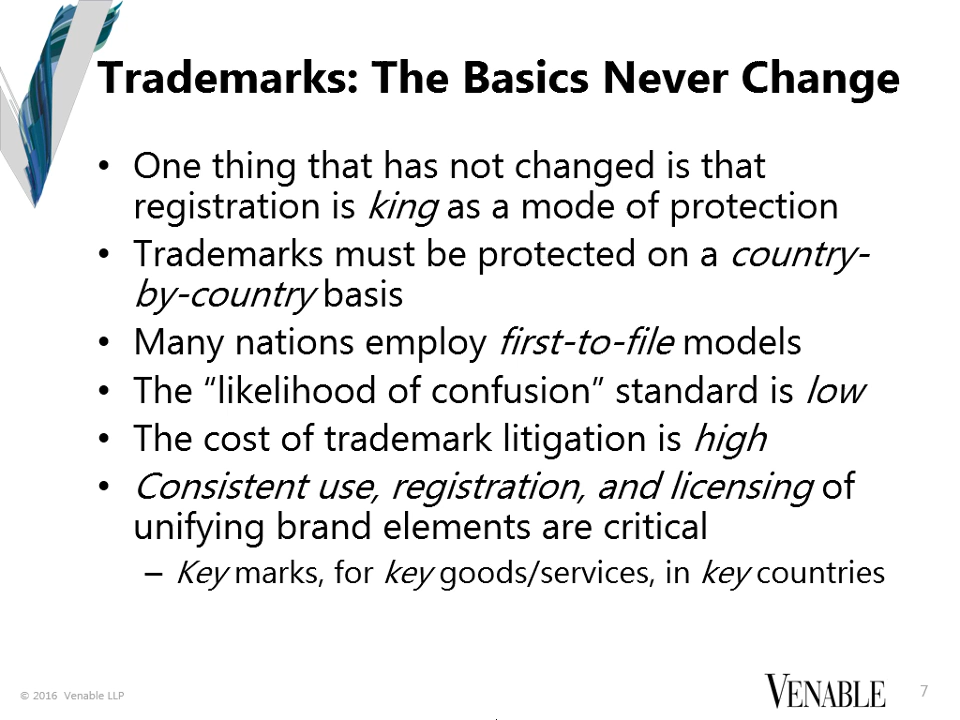 Trademarks: The Basics Never Change
• One thing that has not changed is that
registration is king as a mode of protection
• Trademarks must be protected on a country-
by-country basis
• Many nations employ first-to-file models
• The “likelihood of confusion” standard is low
• The cost of trademark litigation is high
• Consistent use, registration, and licensing of
unifying brand elements are critical
– Key marks, for key goods/services, in key countries
© 2016 Venable LLP
VENABLE
7